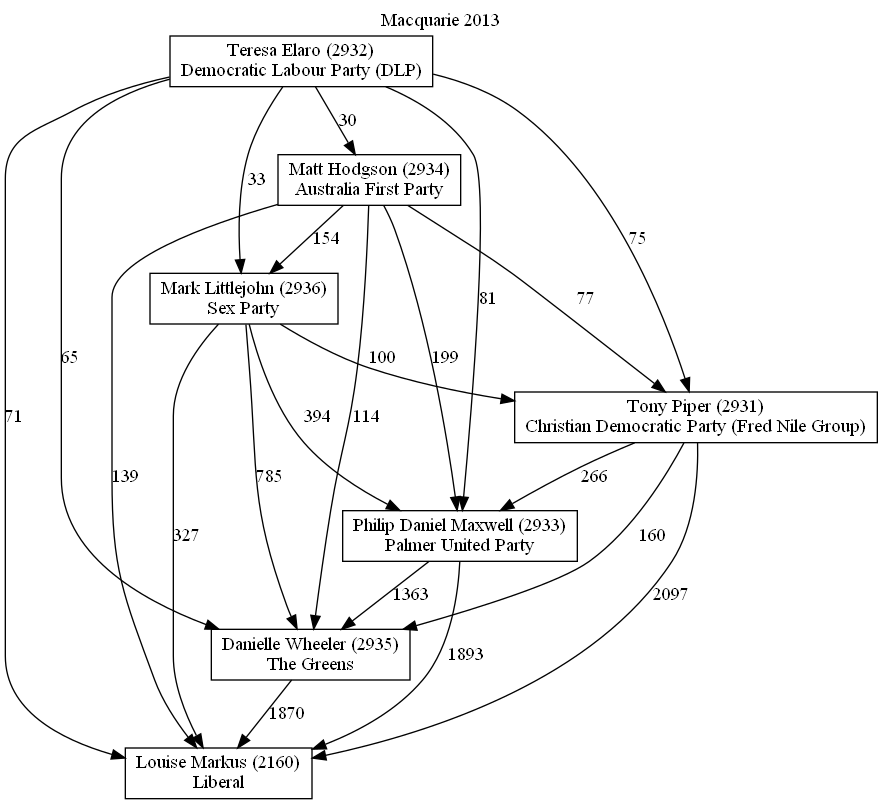 Macquarie 2013
Teresa Elaro (2932)
Democratic Labour Party (DLP)
30
Matt Hodgson (2934)
Australia First Party
33
75
154
Mark Littlejohn (2936)
Sex Party
81
77
65
100
199
71
114
394
Tony Piper (2931)
Christian Democratic Party (Fred Nile Group)
139
785
266
327
Philip Daniel Maxwell (2933)
Palmer United Party
160
1363
2097
Danielle Wheeler (2935)
The Greens
1893
1870
Louise Markus (2160)
Liberal